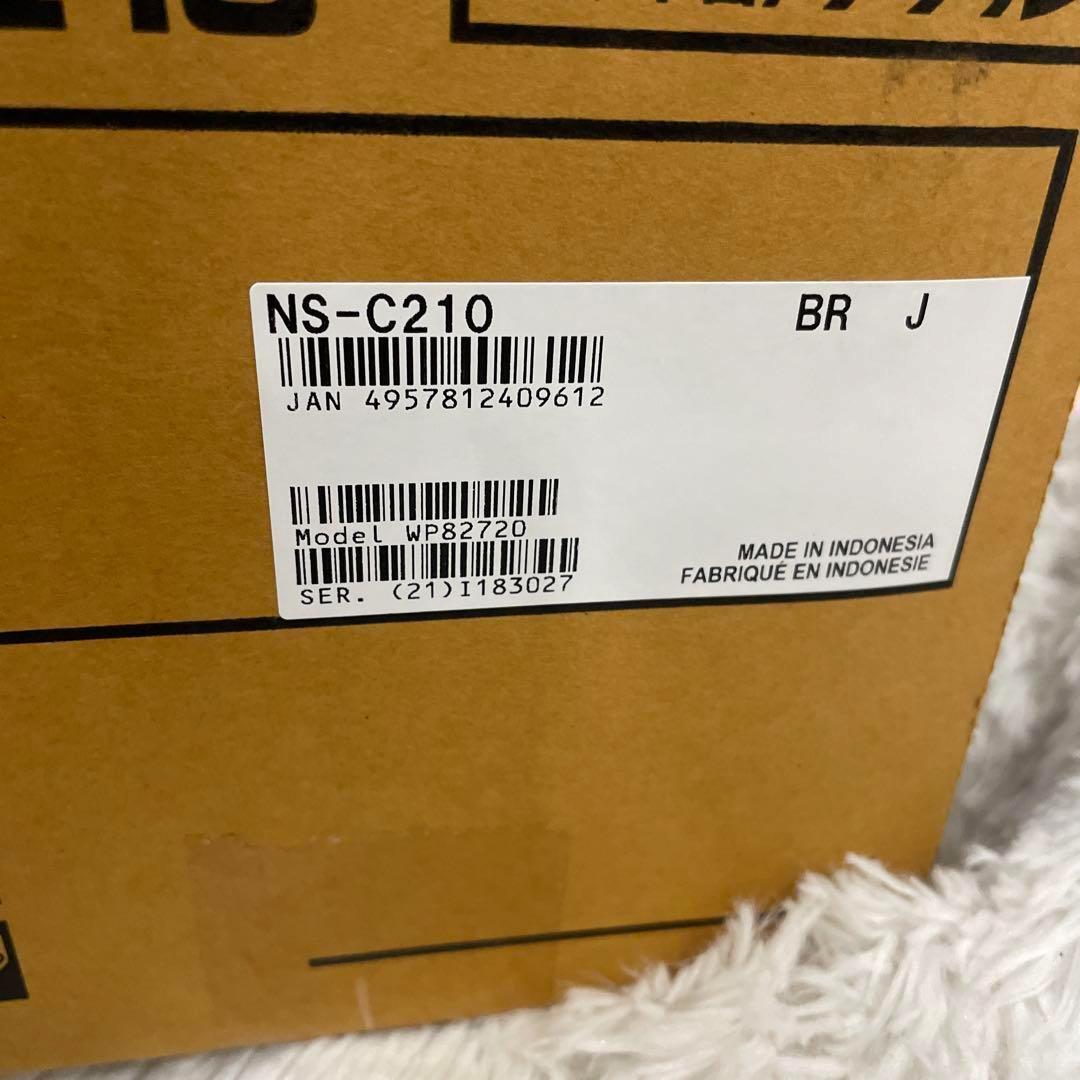 NS-C210 BR J
JAN 4957812409612
Model WP82720
SER. (21)I183027
MADE IN INDONESIA
FABRIQUÉ EN INDONESIE